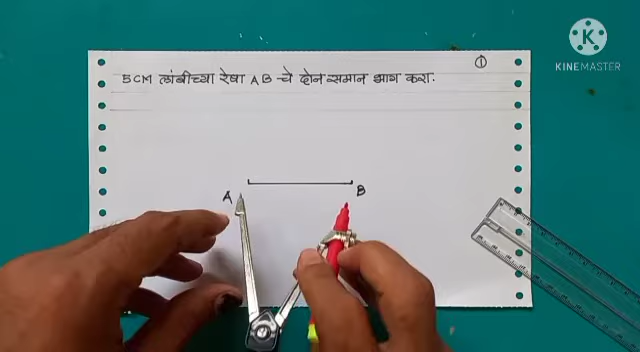 ①
5CM लांबीच्या रेषा AB चे दोन समान भाग करा.
A B
KINEMASTER